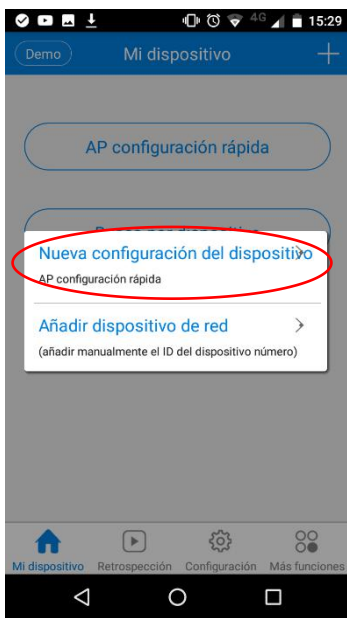 4G 15:29
Demo Mi dispositivo
AP configuración rápida
Nueva configuración del dispositivo
AP configuración rápida
Añadir dispositivo de red
(añadir manualmente el ID del dispositivo número)
Mi dispositivo Retrospección Configuración Más funciones